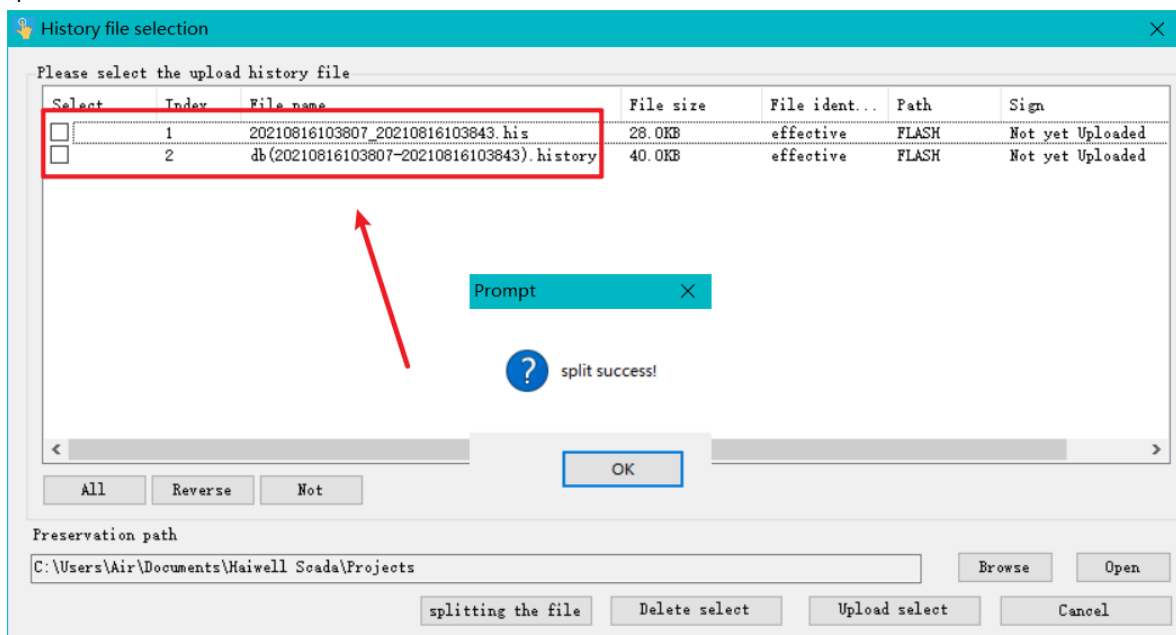 History file selection
Please select the upload history file
Select Index File name File size File ident... Path Sign
1 20210816103807_20210816103843.his 28.0KB effective FLASH Not yet Uploaded
2 db(20210816103807-20210816103843).history 40.0KB effective FLASH Not yet Uploaded
Prompt
split success!
OK
All Reverse Not
Preservation path
C:\Users\Air\Documents\Haiwell Scada\Projects Browse Open
splitting the file Delete select Upload select Cancel